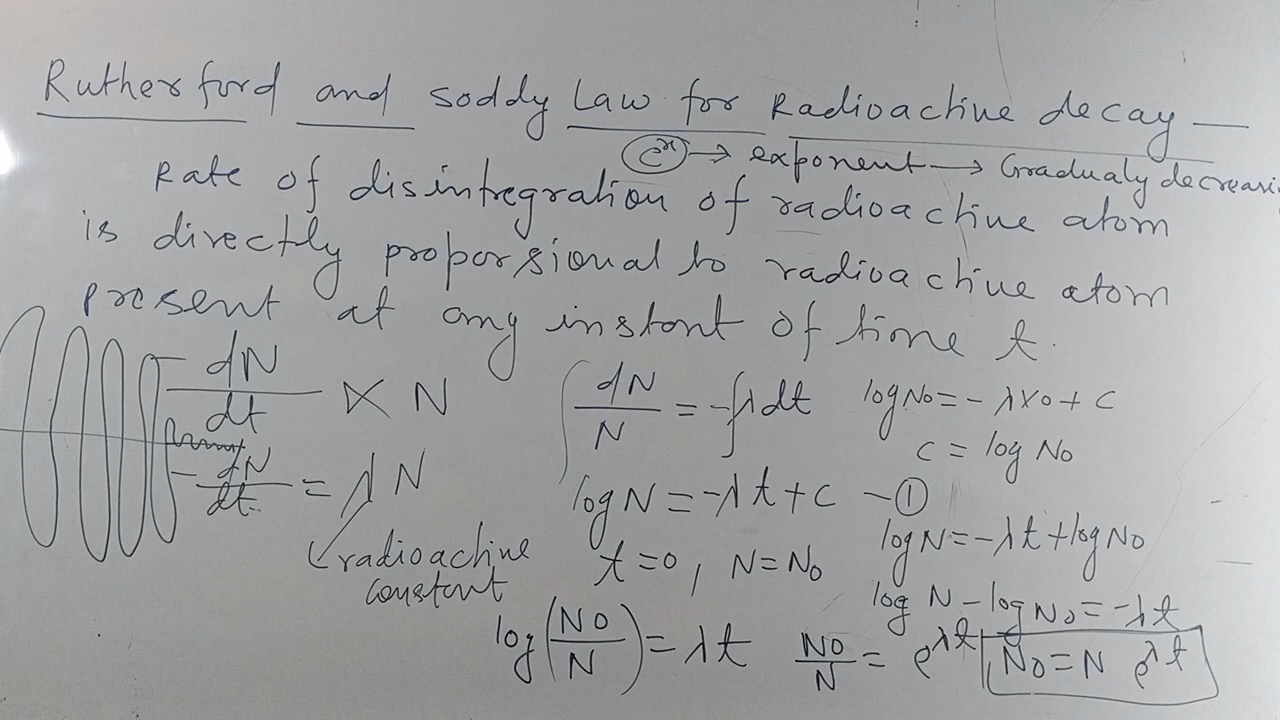 Rutherford and soddy Law for Radioactive decay —
e^x → exponent → Gradualy decreasi
Rate of disintegration of radioactive atom
is directly proporsional to radioactive atom
present at any instant of time t.
dN/dt ∝ N
-dN/dt = λN
radioactive constant
∫dN/N = -∫λdt
log N = -λt + c - ①
t=0, N=N₀
log N₀ = -λx0 + c
c = log N₀
log N = -λt + log N₀
log N - log N₀ = -λt
log(N₀/N) = λt
N₀/N = e^λt
N₀ = N e^λt